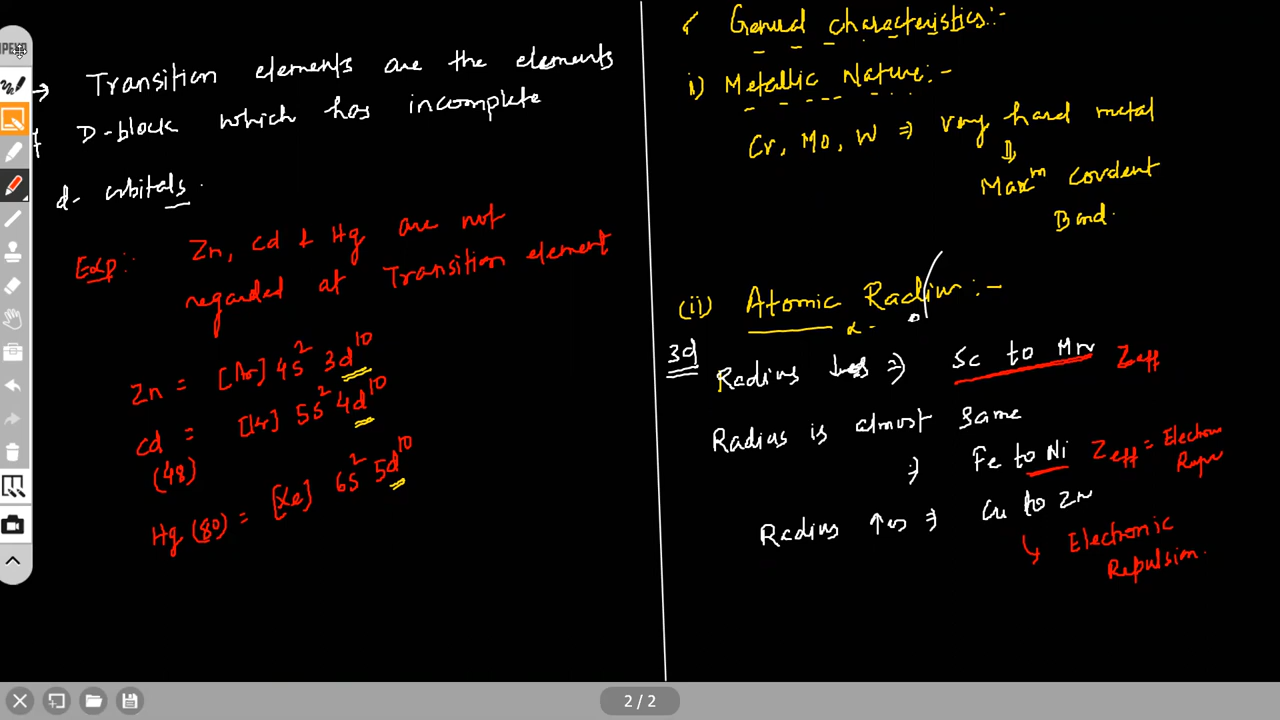 Transition elements are the elements
D-block which has incomplete
d- orbitals.
Exp:- Zn, Cd & Hg are not
regarded at Transition element
Zn = [Ar] 4s² 3d¹⁰
Cd = [Kr] 5s² 4d¹⁰
(48)
Hg (80) = [Xe] 6s² 5d¹⁰
General characteristics:-
i) Metallic Nature:-
Cr, Mo, W ⇒ very hard metal
⇓
Maxᵐ covalent
Bond.
(ii) Atomic Radius:-
3d
Radius ↓es ⇒ Sc to Mn Zeff
Radius is almost same
⇒ Fe to Ni Zeff = Electron
Radius ↑es ⇒ Cu to Zn
↳ Electronic
Repulsion.
2 / 2